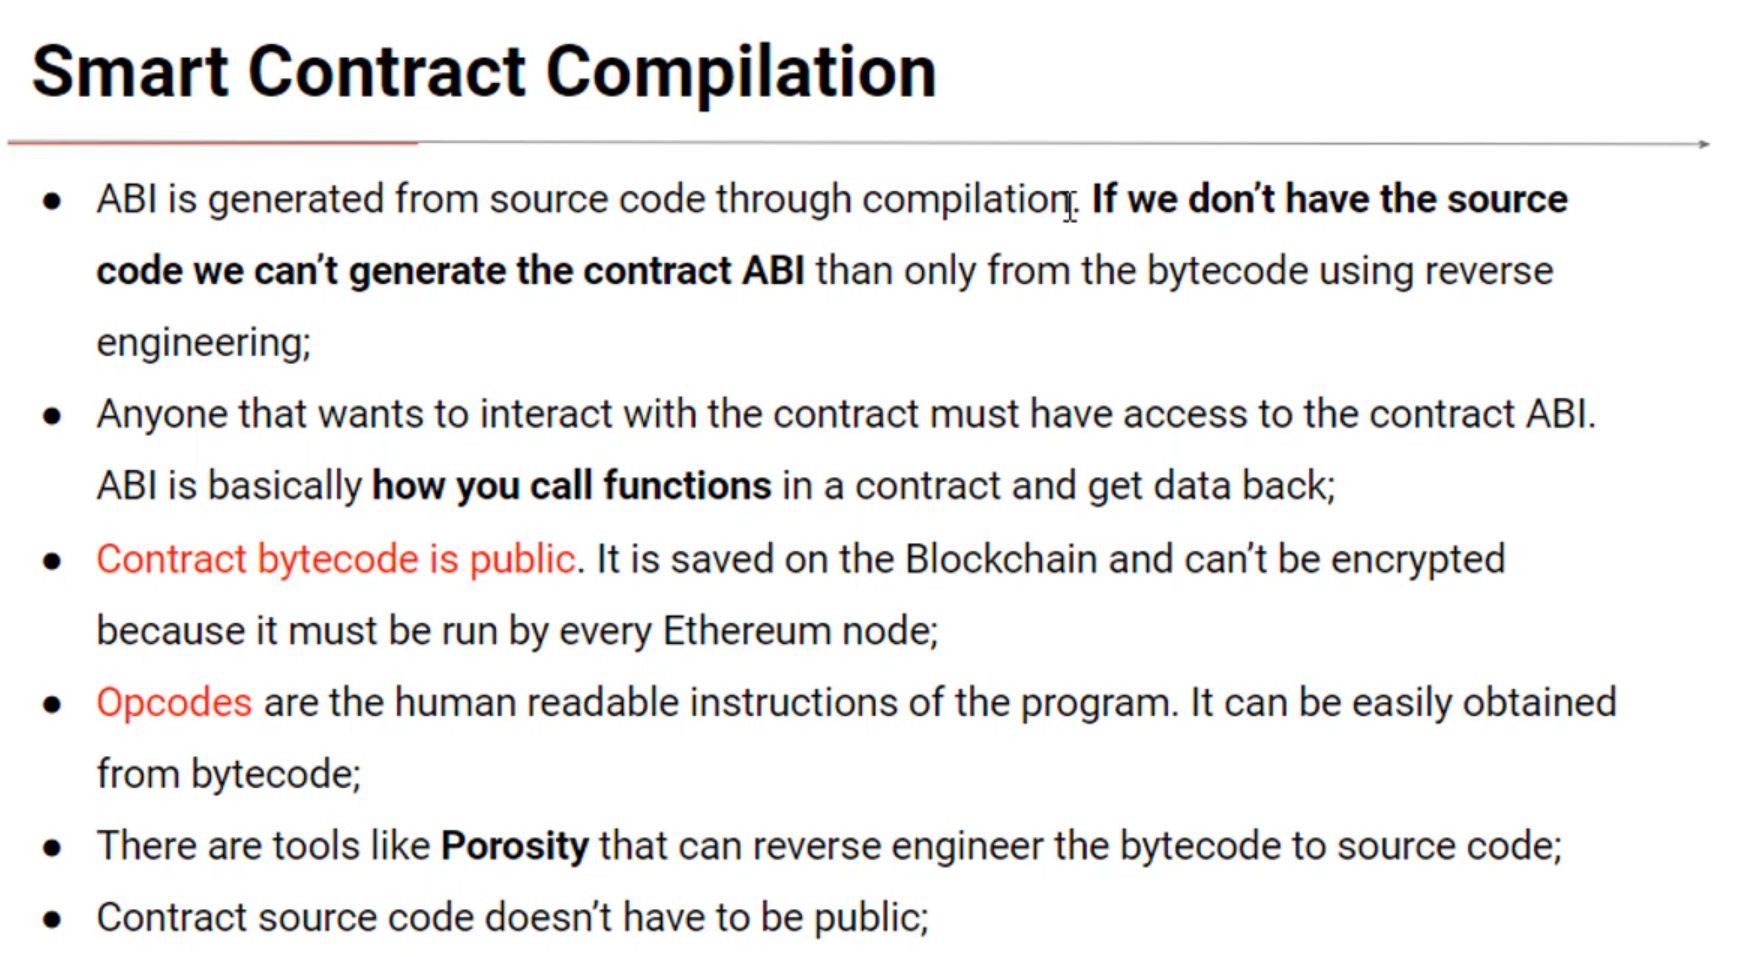 Smart Contract Compilation
● ABI is generated from source code through compilation. If we don’t have the source
code we can’t generate the contract ABI than only from the bytecode using reverse
engineering;
● Anyone that wants to interact with the contract must have access to the contract ABI.
ABI is basically how you call functions in a contract and get data back;
● Contract bytecode is public. It is saved on the Blockchain and can’t be encrypted
because it must be run by every Ethereum node;
● Opcodes are the human readable instructions of the program. It can be easily obtained
from bytecode;
● There are tools like Porosity that can reverse engineer the bytecode to source code;
● Contract source code doesn’t have to be public;